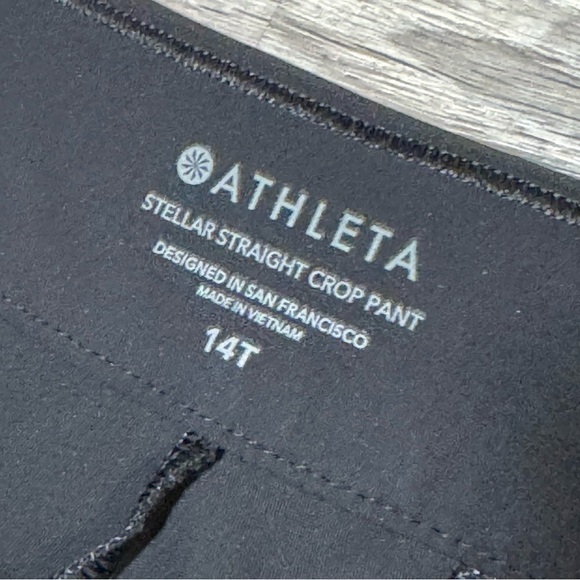 ATHLETA
STELLAR STRAIGHT CROP PANT
DESIGNED IN SAN FRANCISCO
MADE IN VIETNAM
14T